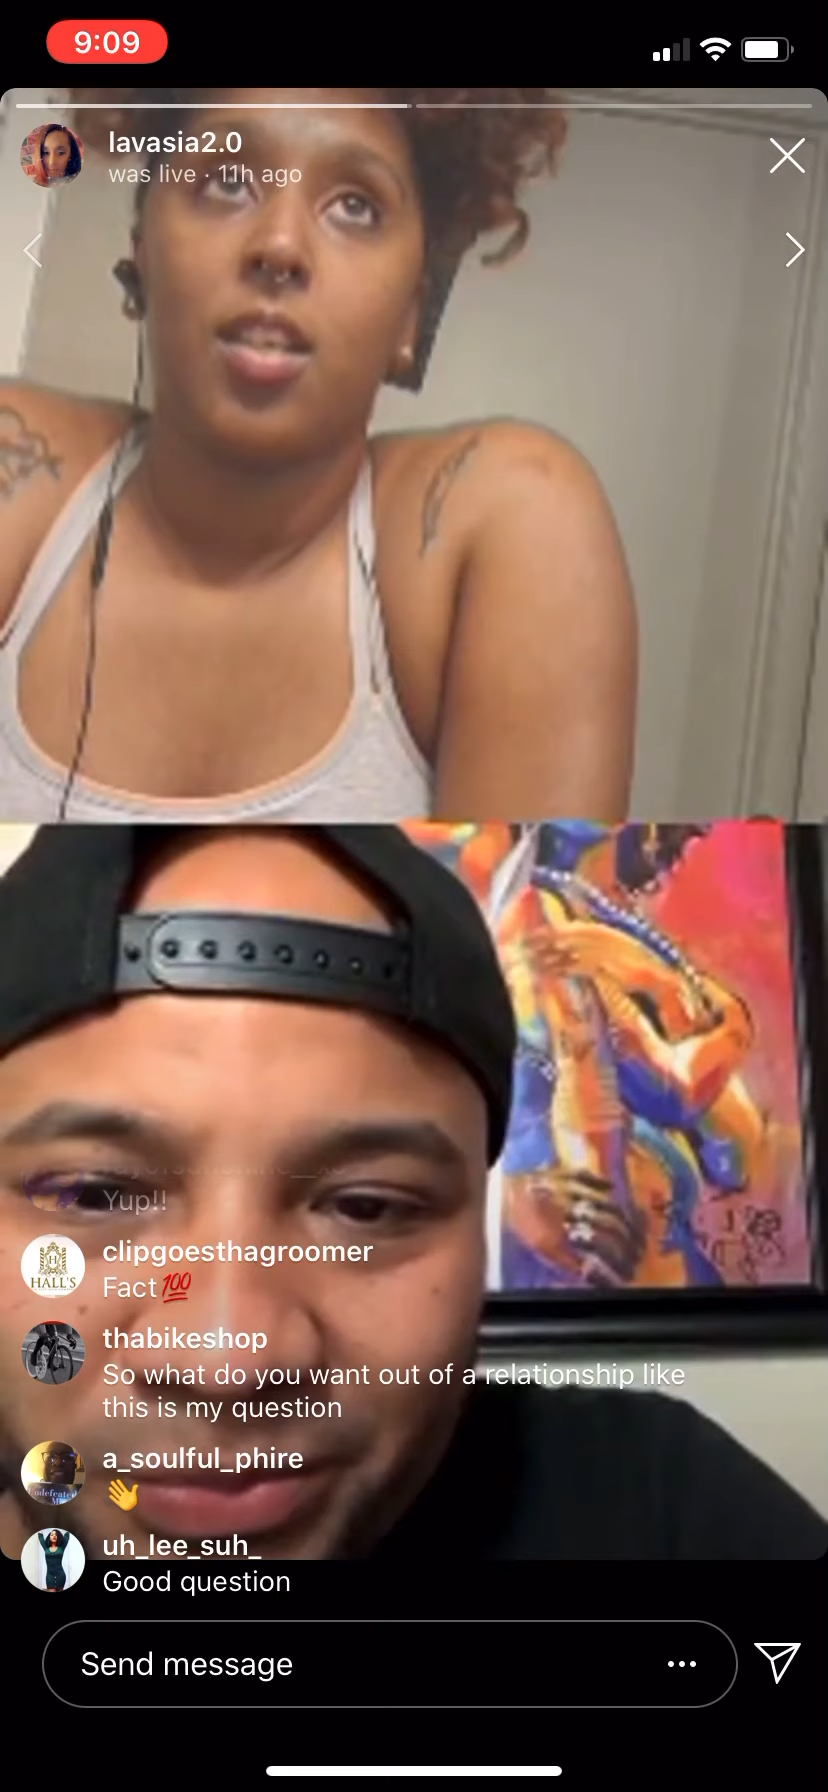 9:09
lavasia2.0
was live · 11h ago
Yup!!
clipgoesthagroomer
HALL'S
Fact💯
thabikeshop
So what do you want out of a relationship like
this is my question
a_soulful_phire
👋
uh_lee_suh_
Good question
Send message